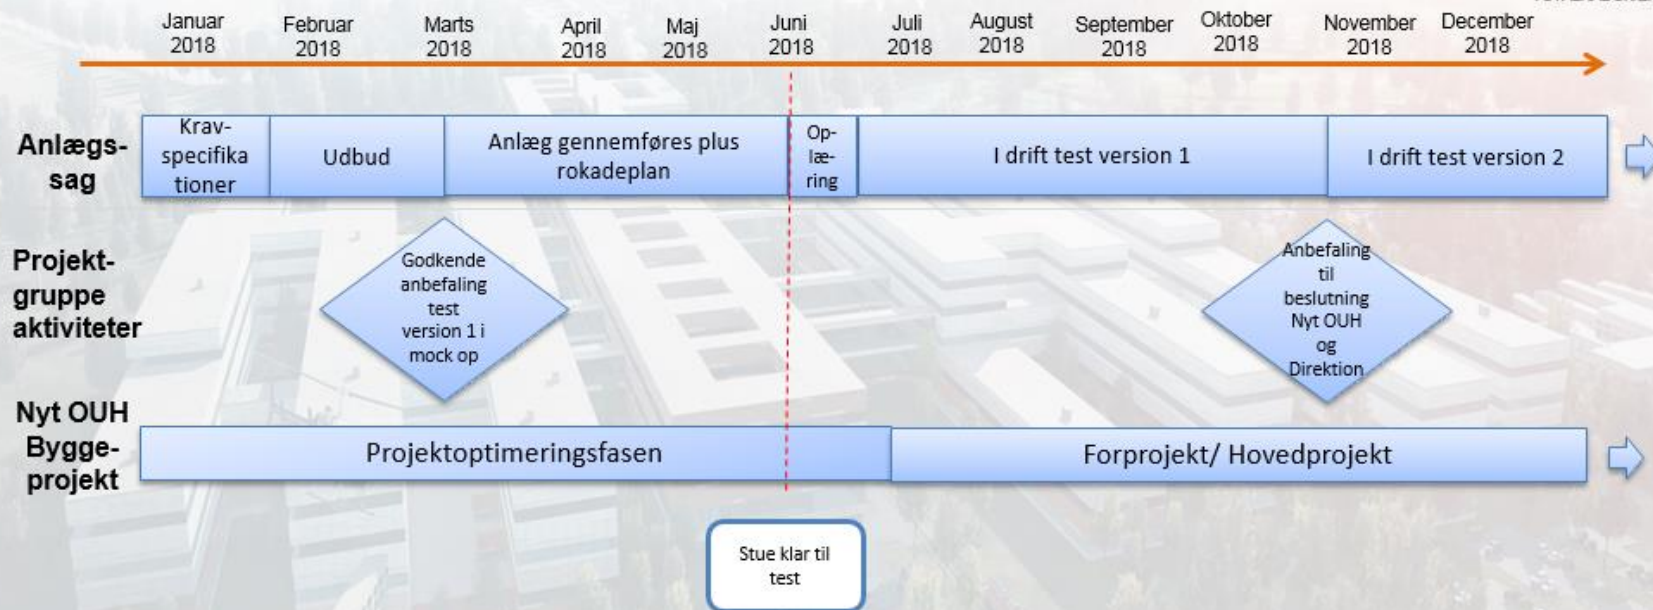 Januar
2018
Februar
2018
Marts
2018
April
2018
Maj
2018
Juni
2018
Juli
2018
August
2018
September
2018
Oktober
2018
November
2018
December
2018
Anlægs-
sag
Krav-
specifika
tioner
Udbud
Anlæg gennemføres plus
rokadeplan
Op-
læ-
ring
I drift test version 1
I drift test version 2
Projekt-
gruppe
aktiviteter
Godkende
anbefaling
test
version 1 i
mock op
Anbefaling
til
beslutning
Nyt OUH
og
Direktion
Nyt OUH
Bygge-
projekt
Projektoptimeringsfasen
Forprojekt/ Hovedprojekt
Stue klar til
test